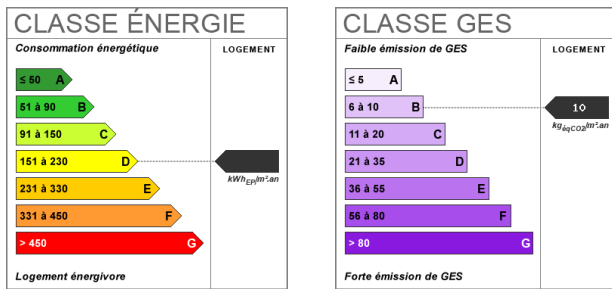 CLASSE ÉNERGIE
Consommation énergétique
LOGEMENT
≤ 50 A
51 à 90 B
91 à 150 C
151 à 230 D
kWhEP/m².an
231 à 330 E
331 à 450 F
> 450 G
Logement énergivore
CLASSE GES
Faible émission de GES
LOGEMENT
≤ 5 A
6 à 10 B
10
kgéqCO2/m².an
11 à 20 C
21 à 35 D
36 à 55 E
56 à 80 F
> 80 G
Forte émission de GES